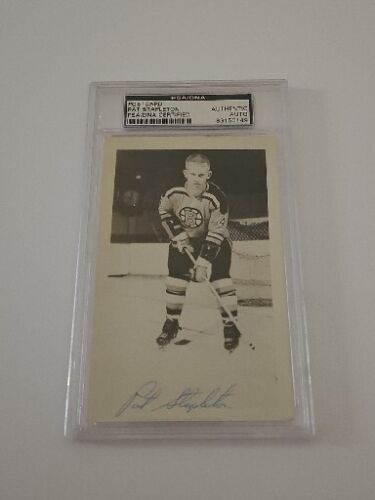 PSA/DNA
POSTCARD
PAT STAPLETON
PSA/DNA CERTIFIED
AUTHENTIC
AUTO
B
Pat Stapleton